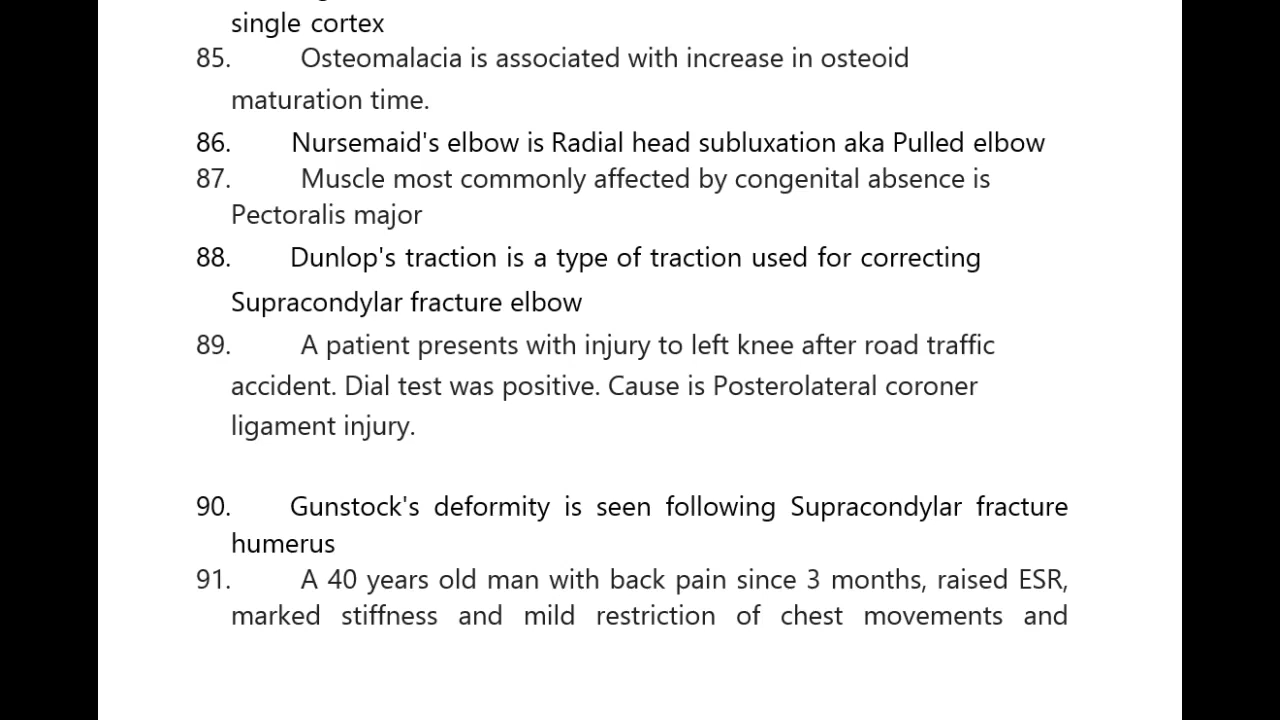 single cortex
85. Osteomalacia is associated with increase in osteoid
maturation time.
86. Nursemaid's elbow is Radial head subluxation aka Pulled elbow
87. Muscle most commonly affected by congenital absence is
Pectoralis major
88. Dunlop's traction is a type of traction used for correcting
Supracondylar fracture elbow
89. A patient presents with injury to left knee after road traffic
accident. Dial test was positive. Cause is Posterolateral coroner
ligament injury.
90. Gunstock's deformity is seen following Supracondylar fracture
humerus
91. A 40 years old man with back pain since 3 months, raised ESR,
marked stiffness and mild restriction of chest movements and